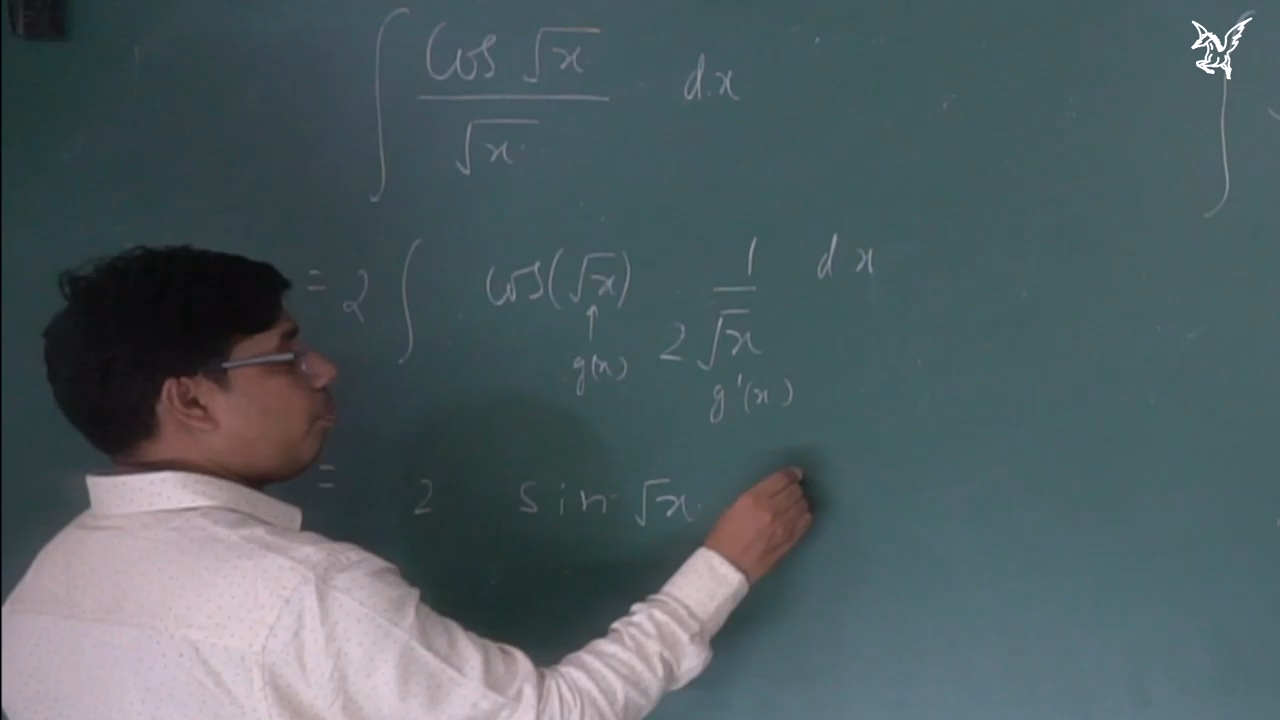 ∫ cos √x / √x dx
= 2 ∫ cos(√x) 1 / 2√x dx
↑
g(x) g'(x)
= 2 sin √x
∫